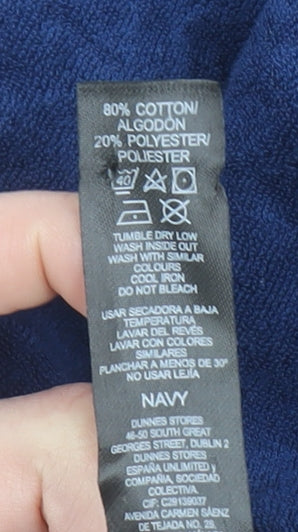 80% COTTON/
ALGODÓN
20% POLYESTER/
POLIESTER
40
TUMBLE DRY LOW
WASH INSIDE OUT
WASH WITH SIMILAR
COLOURS
COOL IRON
DO NOT BLEACH
USAR SECADORA A BAJA
TEMPERATURA
LAVAR DEL REVÉS
LAVAR CON COLORES
SIMILARES
PLANCHAR A MENOS DE 30°
NO USAR LEJÍA
NAVY
DUNNES STORES
46-50 SOUTH GREAT
GEORGES STREET, DUBLIN 2
DUNNES STORES
ESPAÑA UNLIMITED y
COMPAÑIA, SOCIEDAD
COLECTIVA
CIF: C29139037
AVENIDA CARMEN SÁENZ
DE TEJADA NO. 25,